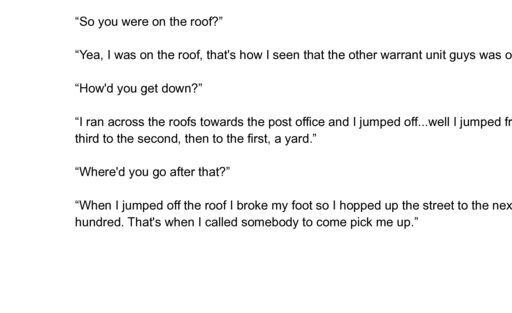 “So you were on the roof?”
“Yea, I was on the roof, that's how I seen that the other warrant unit guys was
“How'd you get down?”
“I ran across the roofs towards the post office and I jumped off...well I jumped
third to the second, then to the first, a yard.”
“Where'd you go after that?”
“When I jumped off the roof I broke my foot so I hopped up the street to the
hundred. That's when I called somebody to come pick me up.”